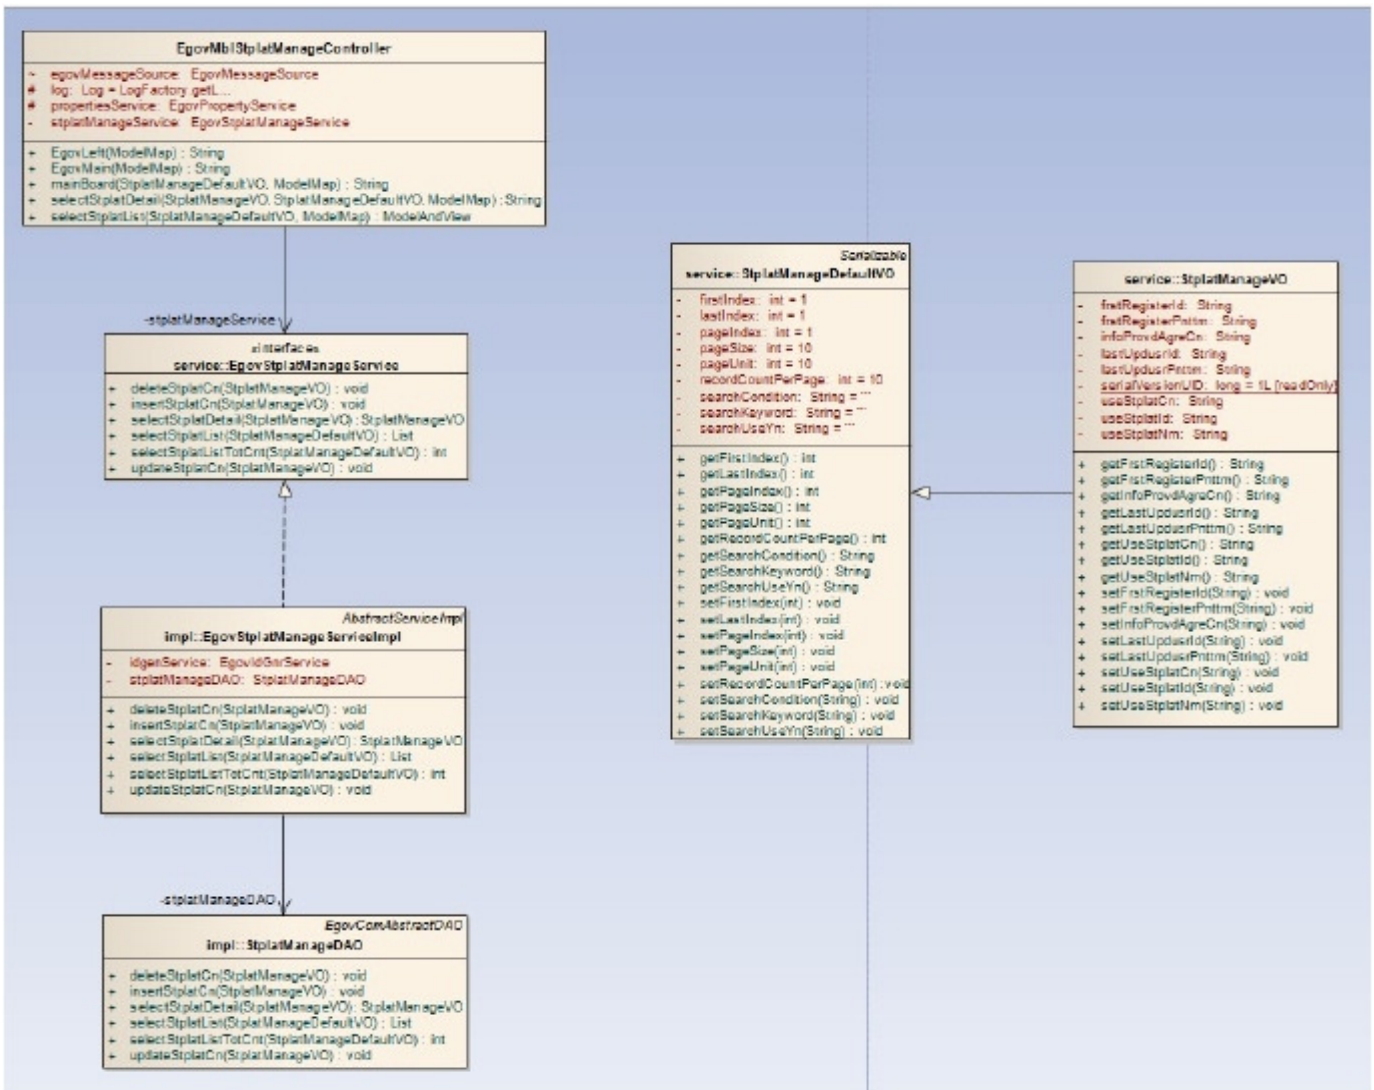 EgovMblStplatManageController
~ egovMessageSource: EgovMessageSource
# log: Log = LogFactory.getL...
# propertiesService: EgovPropertyService
- stplatManageService: EgovStplatManageService
+ EgovLeft(ModelMap) : String
+ EgovMain(ModelMap) : String
+ mainBoard(StplatManageDefaultVO, ModelMap) : String
+ selectStplatDetail(StplatManageVO, StplatManageDefaultVO, ModelMap) : String
+ selectStplatList(StplatManageDefaultVO, ModelMap) : ModelAndView
-stplatManageService
«interface»
service::EgovStplatManageService
+ deleteStplatCn(StplatManageVO) : void
+ insertStplatCn(StplatManageVO) : void
+ selectStplatDetail(StplatManageVO) : StplatManageVO
+ selectStplatList(StplatManageDefaultVO) : List
+ selectStplatListTotCnt(StplatManageDefaultVO) : int
+ updateStplatCn(StplatManageVO) : void
AbstractServiceImpl
impl::EgovStplatManageServiceImpl
- idgenService: EgovIdGnrService
- stplatManageDAO: StplatManageDAO
+ deleteStplatCn(StplatManageVO) : void
+ insertStplatCn(StplatManageVO) : void
+ selectStplatDetail(StplatManageVO) : StplatManageVO
+ selectStplatList(StplatManageDefaultVO) : List
+ selectStplatListTotCnt(StplatManageDefaultVO) : int
+ updateStplatCn(StplatManageVO) : void
-stplatManageDAO
EgovComAbstractDAO
impl::StplatManageDAO
+ deleteStplatCn(StplatManageVO) : void
+ insertStplatCn(StplatManageVO) : void
+ selectStplatDetail(StplatManageVO) : StplatManageVO
+ selectStplatList(StplatManageDefaultVO) : List
+ selectStplatListTotCnt(StplatManageDefaultVO) : int
+ updateStplatCn(StplatManageVO) : void
Serializable
service::StplatManageDefaultVO
- firstIndex: int = 1
- lastIndex: int = 1
- pageIndex: int = 1
- pageSize: int = 10
- pageUnit: int = 10
- recordCountPerPage: int = 10
- searchCondition: String = ""
- searchKeyword: String = ""
- searchUseYn: String = ""
+ getFirstIndex() : int
+ getLastIndex() : int
+ getPageIndex() : int
+ getPageSize() : int
+ getPageUnit() : int
+ getRecordCountPerPage() : int
+ getSearchCondition() : String
+ getSearchKeyword() : String
+ getSearchUseYn() : String
+ setFirstIndex(int) : void
+ setLastIndex(int) : void
+ setPageIndex(int) : void
+ setPageSize(int) : void
+ setPageUnit(int) : void
+ setRecordCountPerPage(int) : void
+ setSearchCondition(String) : void
+ setSearchKeyword(String) : void
+ setSearchUseYn(String) : void
service::StplatManageVO
- frstRegisterId: String
- frstRegisterPnttm: String
- infoProvdAgreCn: String
- lastUpdusrId: String
- lastUpdusrPnttm: String
- serialVersionUID: long = 1L {readOnly}
- useStplatCn: String
- useStplatId: String
- useStplatNm: String
+ getFrstRegisterId() : String
+ getFrstRegisterPnttm() : String
+ getInfoProvdAgreCn() : String
+ getLastUpdusrId() : String
+ getLastUpdusrPnttm() : String
+ getUseStplatCn() : String
+ getUseStplatId() : String
+ getUseStplatNm() : String
+ setFrstRegisterId(String) : void
+ setFrstRegisterPnttm(String) : void
+ setInfoProvdAgreCn(String) : void
+ setLastUpdusrId(String) : void
+ setLastUpdusrPnttm(String) : void
+ setUseStplatCn(String) : void
+ setUseStplatId(String) : void
+ setUseStplatNm(String) : void